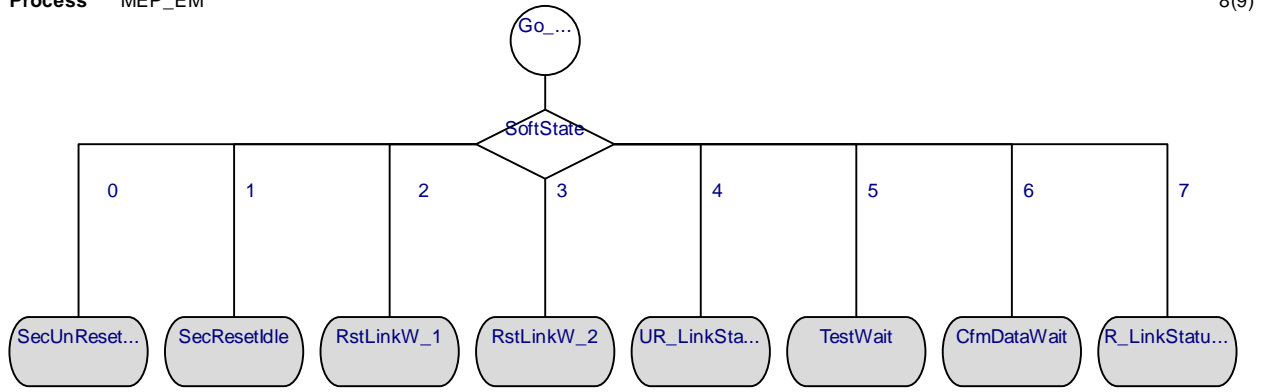 Process MEP_EM 8(9)
Go_...
SoftState
0 1 2 3 4 5 6 7
SecUnReset... SecResetIdle RstLinkW_1 RstLinkW_2 UR_LinkSta... TestWait CfmDataWait R_LinkStatu...